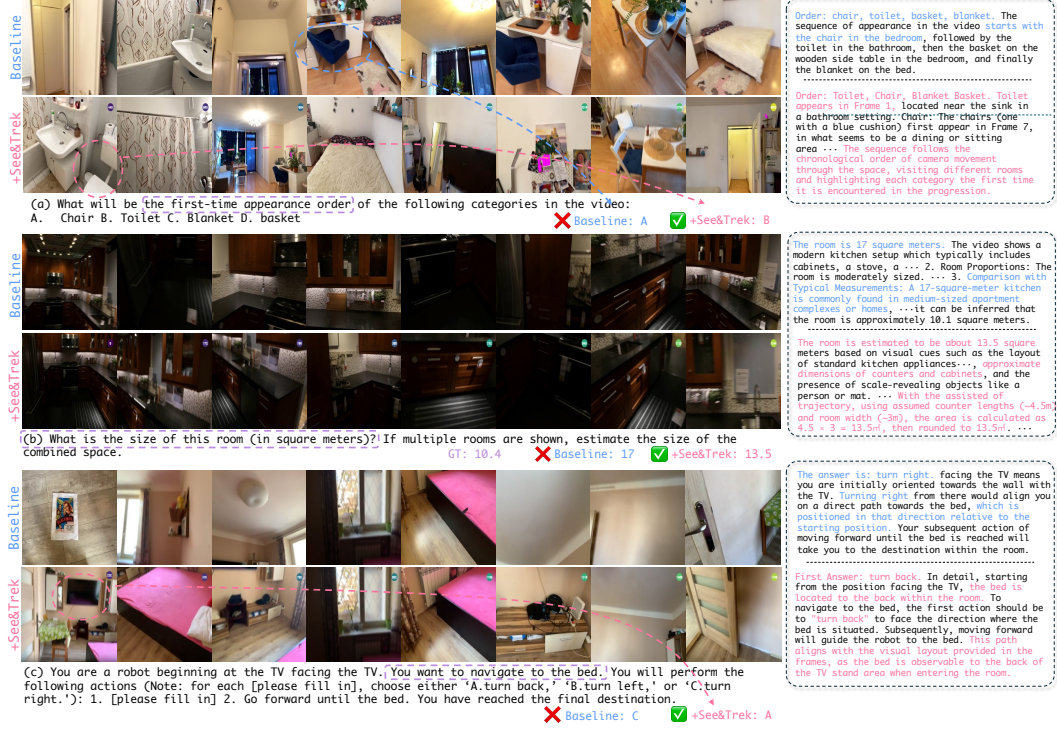 Baseline
+See&Trek
Order: chair, toilet, basket, blanket. The
sequence of appearance in the video starts with
the chair in the bedroom, followed by the
toilet in the bathroom, then the basket on the
wooden side table in the bedroom, and finally
the blanket on the bed.
Order: Toilet, Chair, Blanket Basket. Toilet
appears in Frame 1, located near the sink in
a bathroom setting. Chair: The chairs (one
with a blue cushion) first appear in Frame 7,
in what seems to be a dining or sitting
area ··· The sequence follows the
chronological order of camera movement
through the space, visiting different rooms
and highlighting each category the first time
it is encountered in the progression.
(a) What will be the first-time appearance order of the following categories in the video:
A. Chair B. Toilet C. Blanket D. basket
❌ Baseline: A ✅ +See&Trek: B
Baseline
+See&Trek
The room is 17 square meters. The video shows a
modern kitchen setup which typically includes
cabinets, a stove, a ··· 2. Room Proportions: The
room is moderately sized. ··· 3. Comparison with
Typical Measurements: A 17-square-meter kitchen
is commonly found in medium-sized apartment
complexes or homes, ···it can be inferred that
the room is approximately 10.1 square meters.
The room is estimated to be about 13.5 square
meters based on visual cues such as the layout
of standard kitchen appliances···, approximate
dimensions of counters and cabinets, and the
presence of scale-revealing objects like a
person or mat. ··· With the assisted of
trajectory, using assumed counter lengths (~4.5m
and room width (~3m), the area is calculated as
4.5 × 3 = 13.5㎡, then rounded to 13.5㎡. ···
(b) What is the size of this room (in square meters)? If multiple rooms are shown, estimate the size of the
combined space.
GT: 10.4 ❌ Baseline: 17 ✅ +See&Trek: 13.5
Baseline
+See&Trek
The answer is: turn right. facing the TV means
you are initially oriented towards the wall with
the TV. Turning right from there would align you
on a direct path towards the bed, which is
positioned in that direction relative to the
starting position. Your subsequent action of
moving forward until the bed is reached will
take you to the destination within the room.
First Answer: turn back. In detail, starting
from the position facing the TV, the bed is
located to the back within the room. To
navigate to the bed, the first action should be
to "turn back" to face the direction where the
bed is situated. Subsequently, moving forward
will guide the robot to the bed. This path
aligns with the visual layout provided in the
frames, as the bed is observable to the back of
the TV stand area when entering the room.
(c) You are a robot beginning at the TV facing the TV. You want to navigate to the bed. You will perform the
following actions (Note: for each [please fill in], choose either ‘A.turn back,’ ‘B.turn left,’ or ‘C.turn
right.’): 1. [please fill in] 2. Go forward until the bed. You have reached the final destination.
❌ Baseline: C ✅ +See&Trek: A